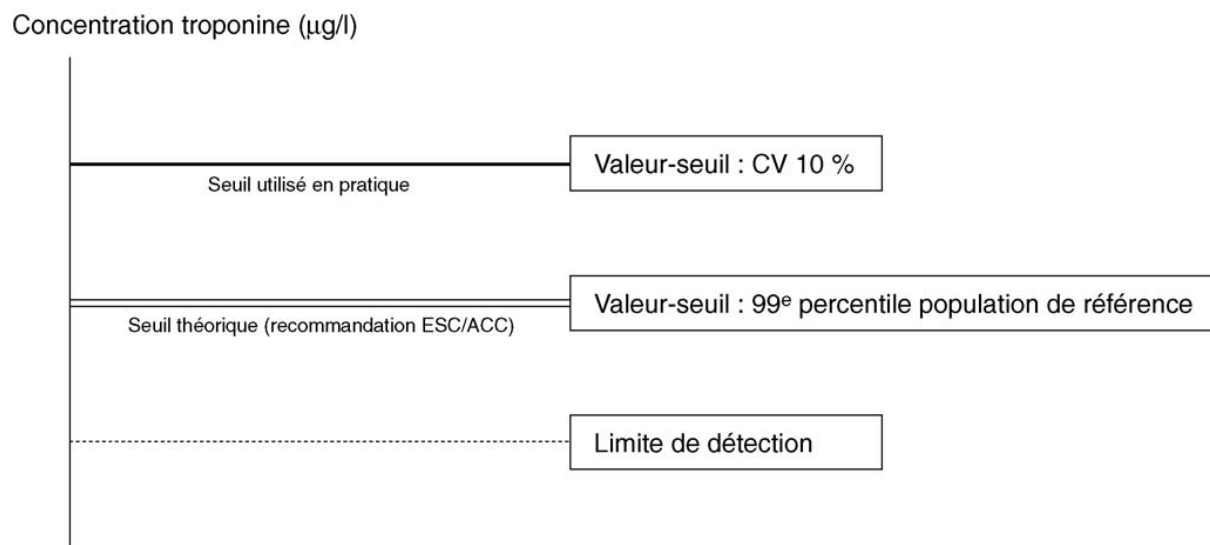 Concentration troponine (μg/l)
Valeur-seuil : CV 10 %
Seuil utilisé en pratique
Valeur-seuil : 99e percentile population de référence
Seuil théorique (recommandation ESC/ACC)
Limite de détection